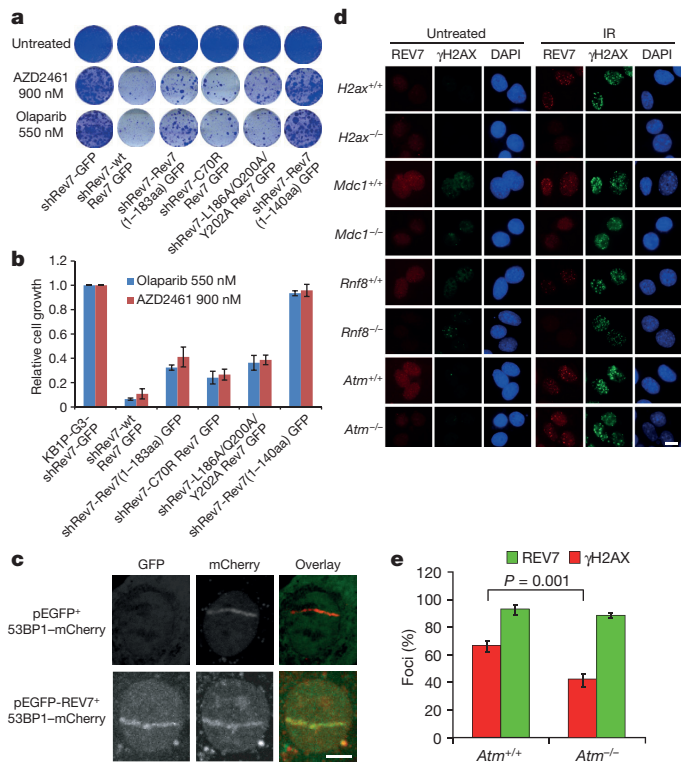 a
Untreated
AZD2461
900 nM
Olaparib
550 nM
shRev7-GFP
shRev7-wt
Rev7 GFP
shRev7-Rev7
(1–183aa) GFP
shRev7-C70R
Rev7 GFP
shRev7-L186A/Q200A/
Y202A Rev7 GFP
shRev7-Rev7
(1–140aa) GFP
b
Relative cell growth
1.2
1.0
0.8
0.6
0.4
0.2
0
Olaparib 550 nM
AZD2461 900 nM
KB1P-G3-
shRev7-GFP
shRev7-wt
Rev7 GFP
shRev7-Rev7(1–183aa) GFP
shRev7-C70R Rev7 GFP
shRev7-L186A/Q200A/
Y202A Rev7 GFP
shRev7-Rev7(1–140aa) GFP
c
GFP mCherry Overlay
pEGFP⁺
53BP1–mCherry
pEGFP-REV7⁺
53BP1–mCherry
d
Untreated IR
REV7 γH2AX DAPI REV7 γH2AX DAPI
H2ax⁺/⁺
H2ax⁻/⁻
Mdc1⁺/⁺
Mdc1⁻/⁻
Rnf8⁺/⁺
Rnf8⁻/⁻
Atm⁺/⁺
Atm⁻/⁻
e
REV7 γH2AX
P = 0.001
Foci (%)
120
100
80
60
40
20
0
Atm⁺/⁺ Atm⁻/⁻